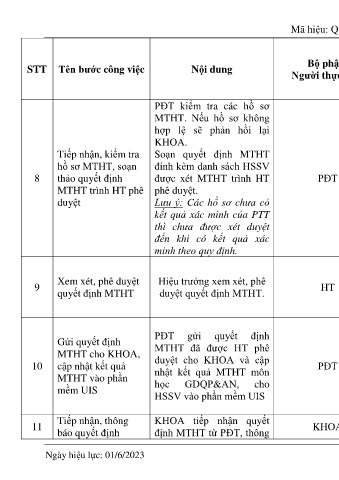 Mã hiệu: Q
STT
Tên bước công việc
Nội dung
Bộ phậ
Người thực
8
Tiếp nhận, kiểm tra
hồ sơ MTHT, soạn
thảo quyết định
MTHT trình HT phê
duyệt
PĐT kiểm tra các hồ sơ
MTHT. Nếu hồ sơ không
hợp lệ sẽ phản hồi lại
KHOA.
Soạn quyết định MTHT
đính kèm danh sách HSSV
được xét MTHT trình HT
phê duyệt.
Lưu ý: Các hồ sơ chưa có
kết quả xác minh của PTT
thì chưa được xét duyệt
đến khi có kết quả xác
minh theo quy định.
PĐT
9
Xem xét, phê duyệt
quyết định MTHT
Hiệu trưởng xem xét, phê
duyệt quyết định MTHT.
HT
10
Gửi quyết định
MTHT cho KHOA,
cập nhật kết quả
MTHT vào phần
mềm UIS
PĐT gửi quyết định
MTHT đã được HT phê
duyệt cho KHOA và cập
nhật kết quả MTHT môn
học GDQP&AN, cho
HSSV vào phần mềm UIS
PĐT
11
Tiếp nhận, thông
báo quyết định
KHOA tiếp nhận quyết
định MTHT từ PĐT, thông
KHOA
Ngày hiệu lực: 01/6/2023